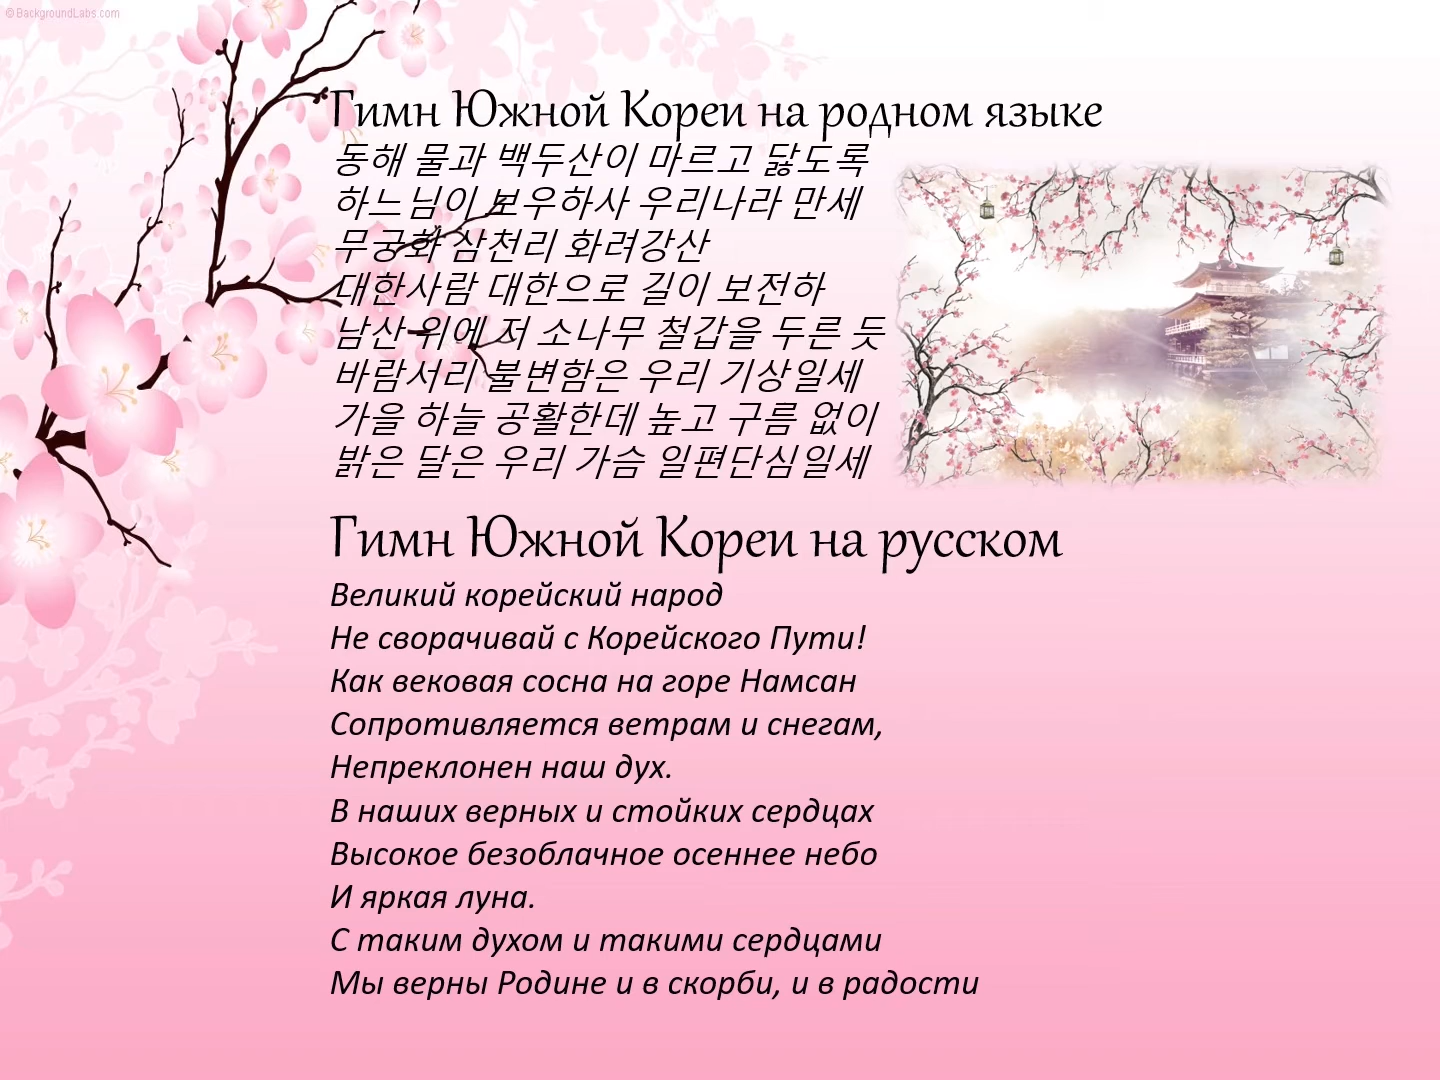 © BackgroundLabs.com
Гимн Южной Кореи на родном языке
동해 물과 백두산이 마르고 닳도록
하느님이 보우하사 우리나라 만세
무궁화 삼천리 화려강산
대한사람 대한으로 길이 보전하
남산 위에 저 소나무 철갑을 두른 듯
바람서리 불변함은 우리 기상일세
가을 하늘 공활한데 높고 구름 없이
밝은 달은 우리 가슴 일편단심일세
Гимн Южной Кореи на русском
Великий корейский народ
Не сворачивай с Корейского Пути!
Как вековая сосна на горе Намсан
Сопротивляется ветрам и снегам,
Непреклонен наш дух.
В наших верных и стойких сердцах
Высокое безоблачное осеннее небо
И яркая луна.
С таким духом и такими сердцами
Мы верны Родине и в скорби, и в радости